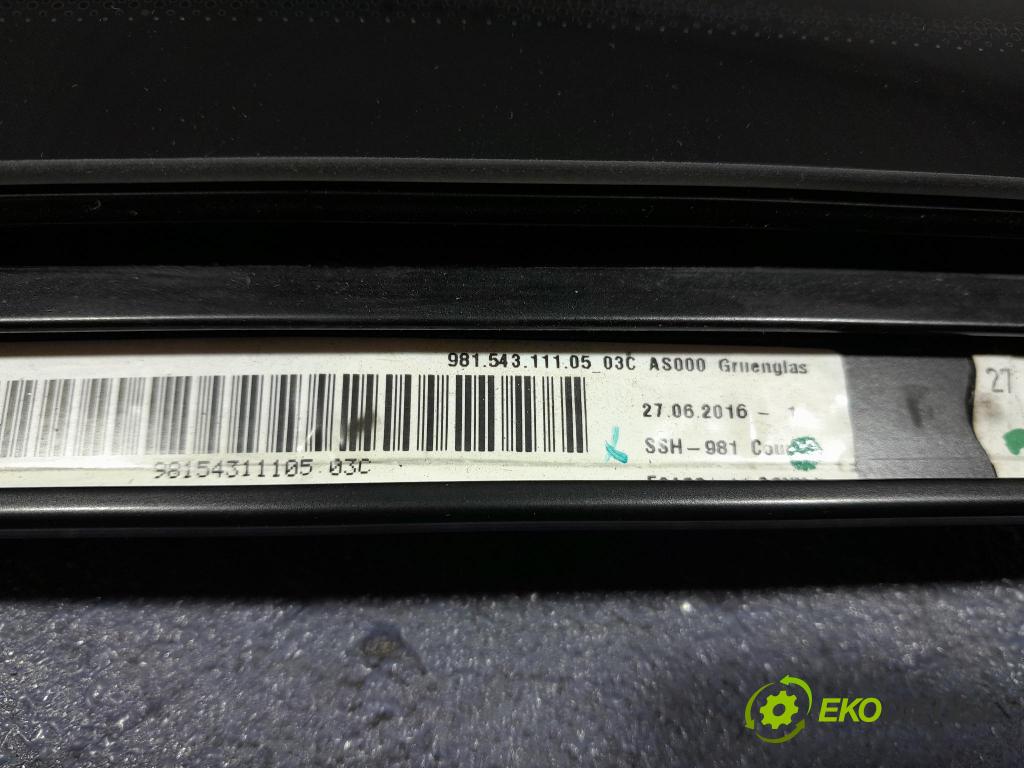 981.543.111.05_03C AS000 Gruenglas
27.06.2016 -
SSH-981
98154311105 03C
F
27
EKO